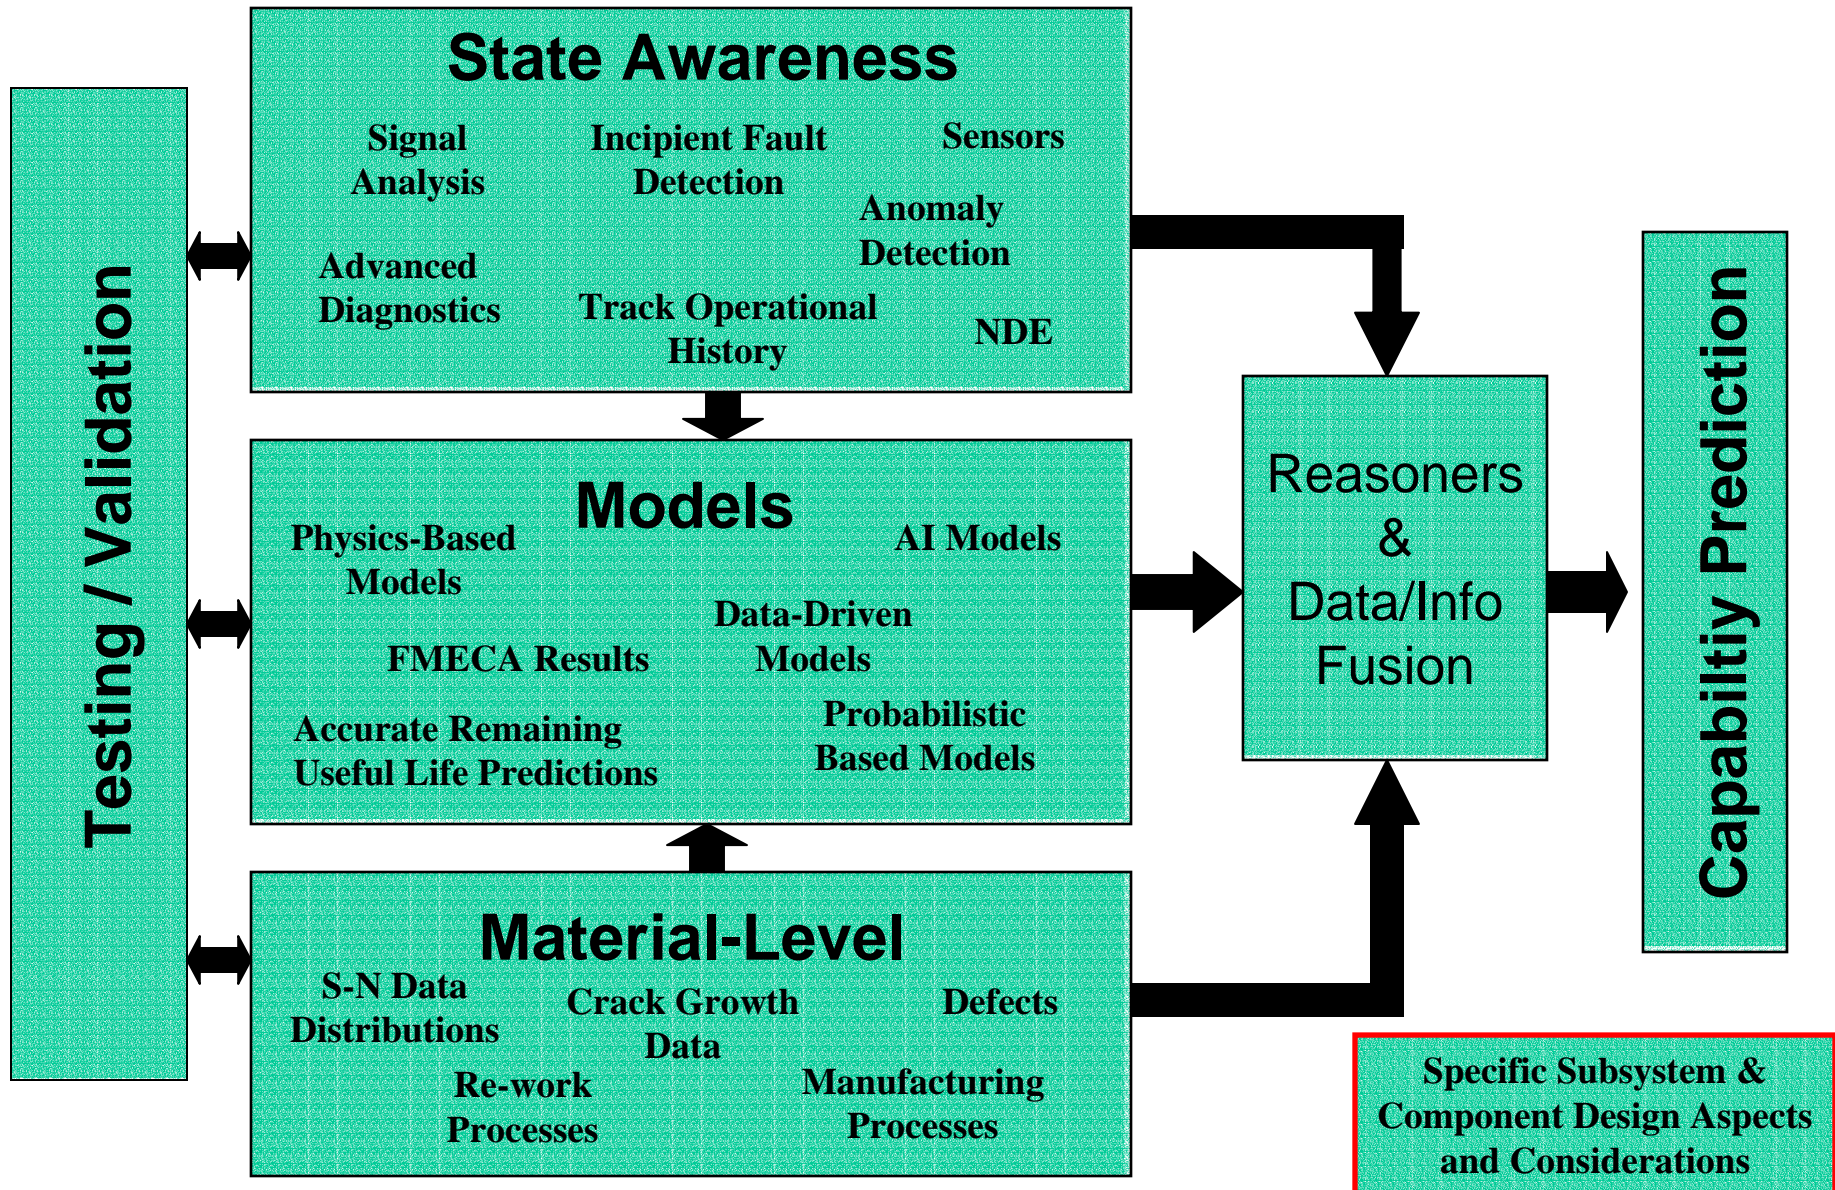 State Awareness
Signal
Analysis
Incipient Fault
Detection
Sensors
Anomaly
Detection
Advanced
Diagnostics
Track Operational
History
NDE
Testing / Validation
Models
Physics-Based
Models
AI Models
Data-Driven
Models
FMECA Results
Accurate Remaining
Useful Life Predictions
Probabilistic
Based Models
Material-Level
S-N Data
Distributions
Crack Growth
Data
Defects
Re-work
Processes
Manufacturing
Processes
Reasoners
&
Data/Info
Fusion
Capabiltiy Prediction
Specific Subsystem &
Component Design Aspects
and Considerations